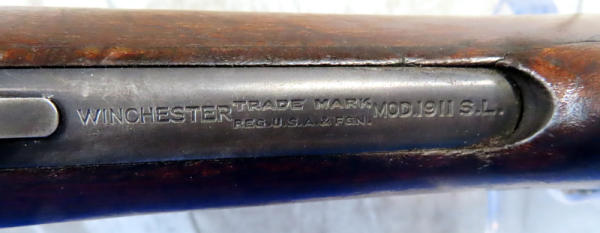 WINCHESTER TRADE MARK MOD. 1911 S.L.
REG. U.S.A & FGN.